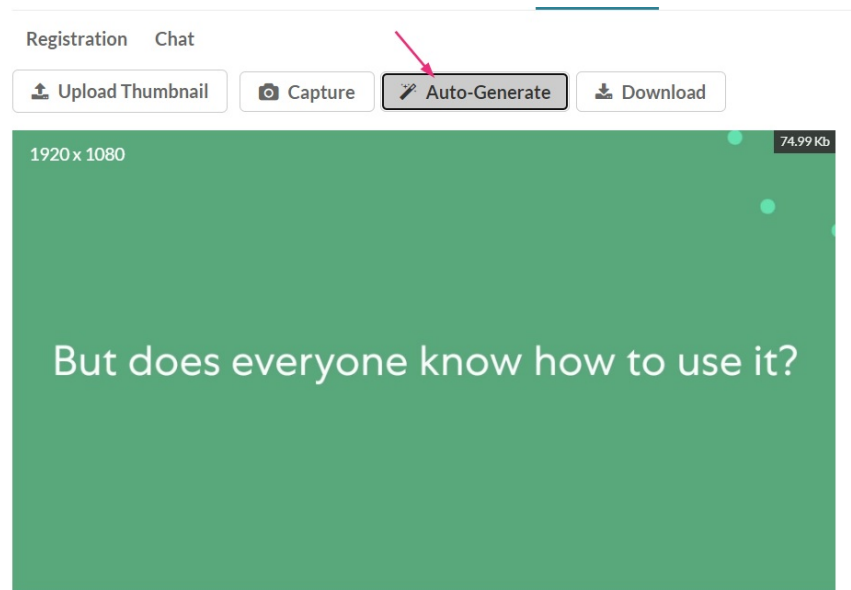 Registration Chat
Upload Thumbnail Capture Auto-Generate Download
1920 x 1080 74.99 Kb
But does everyone know how to use it?